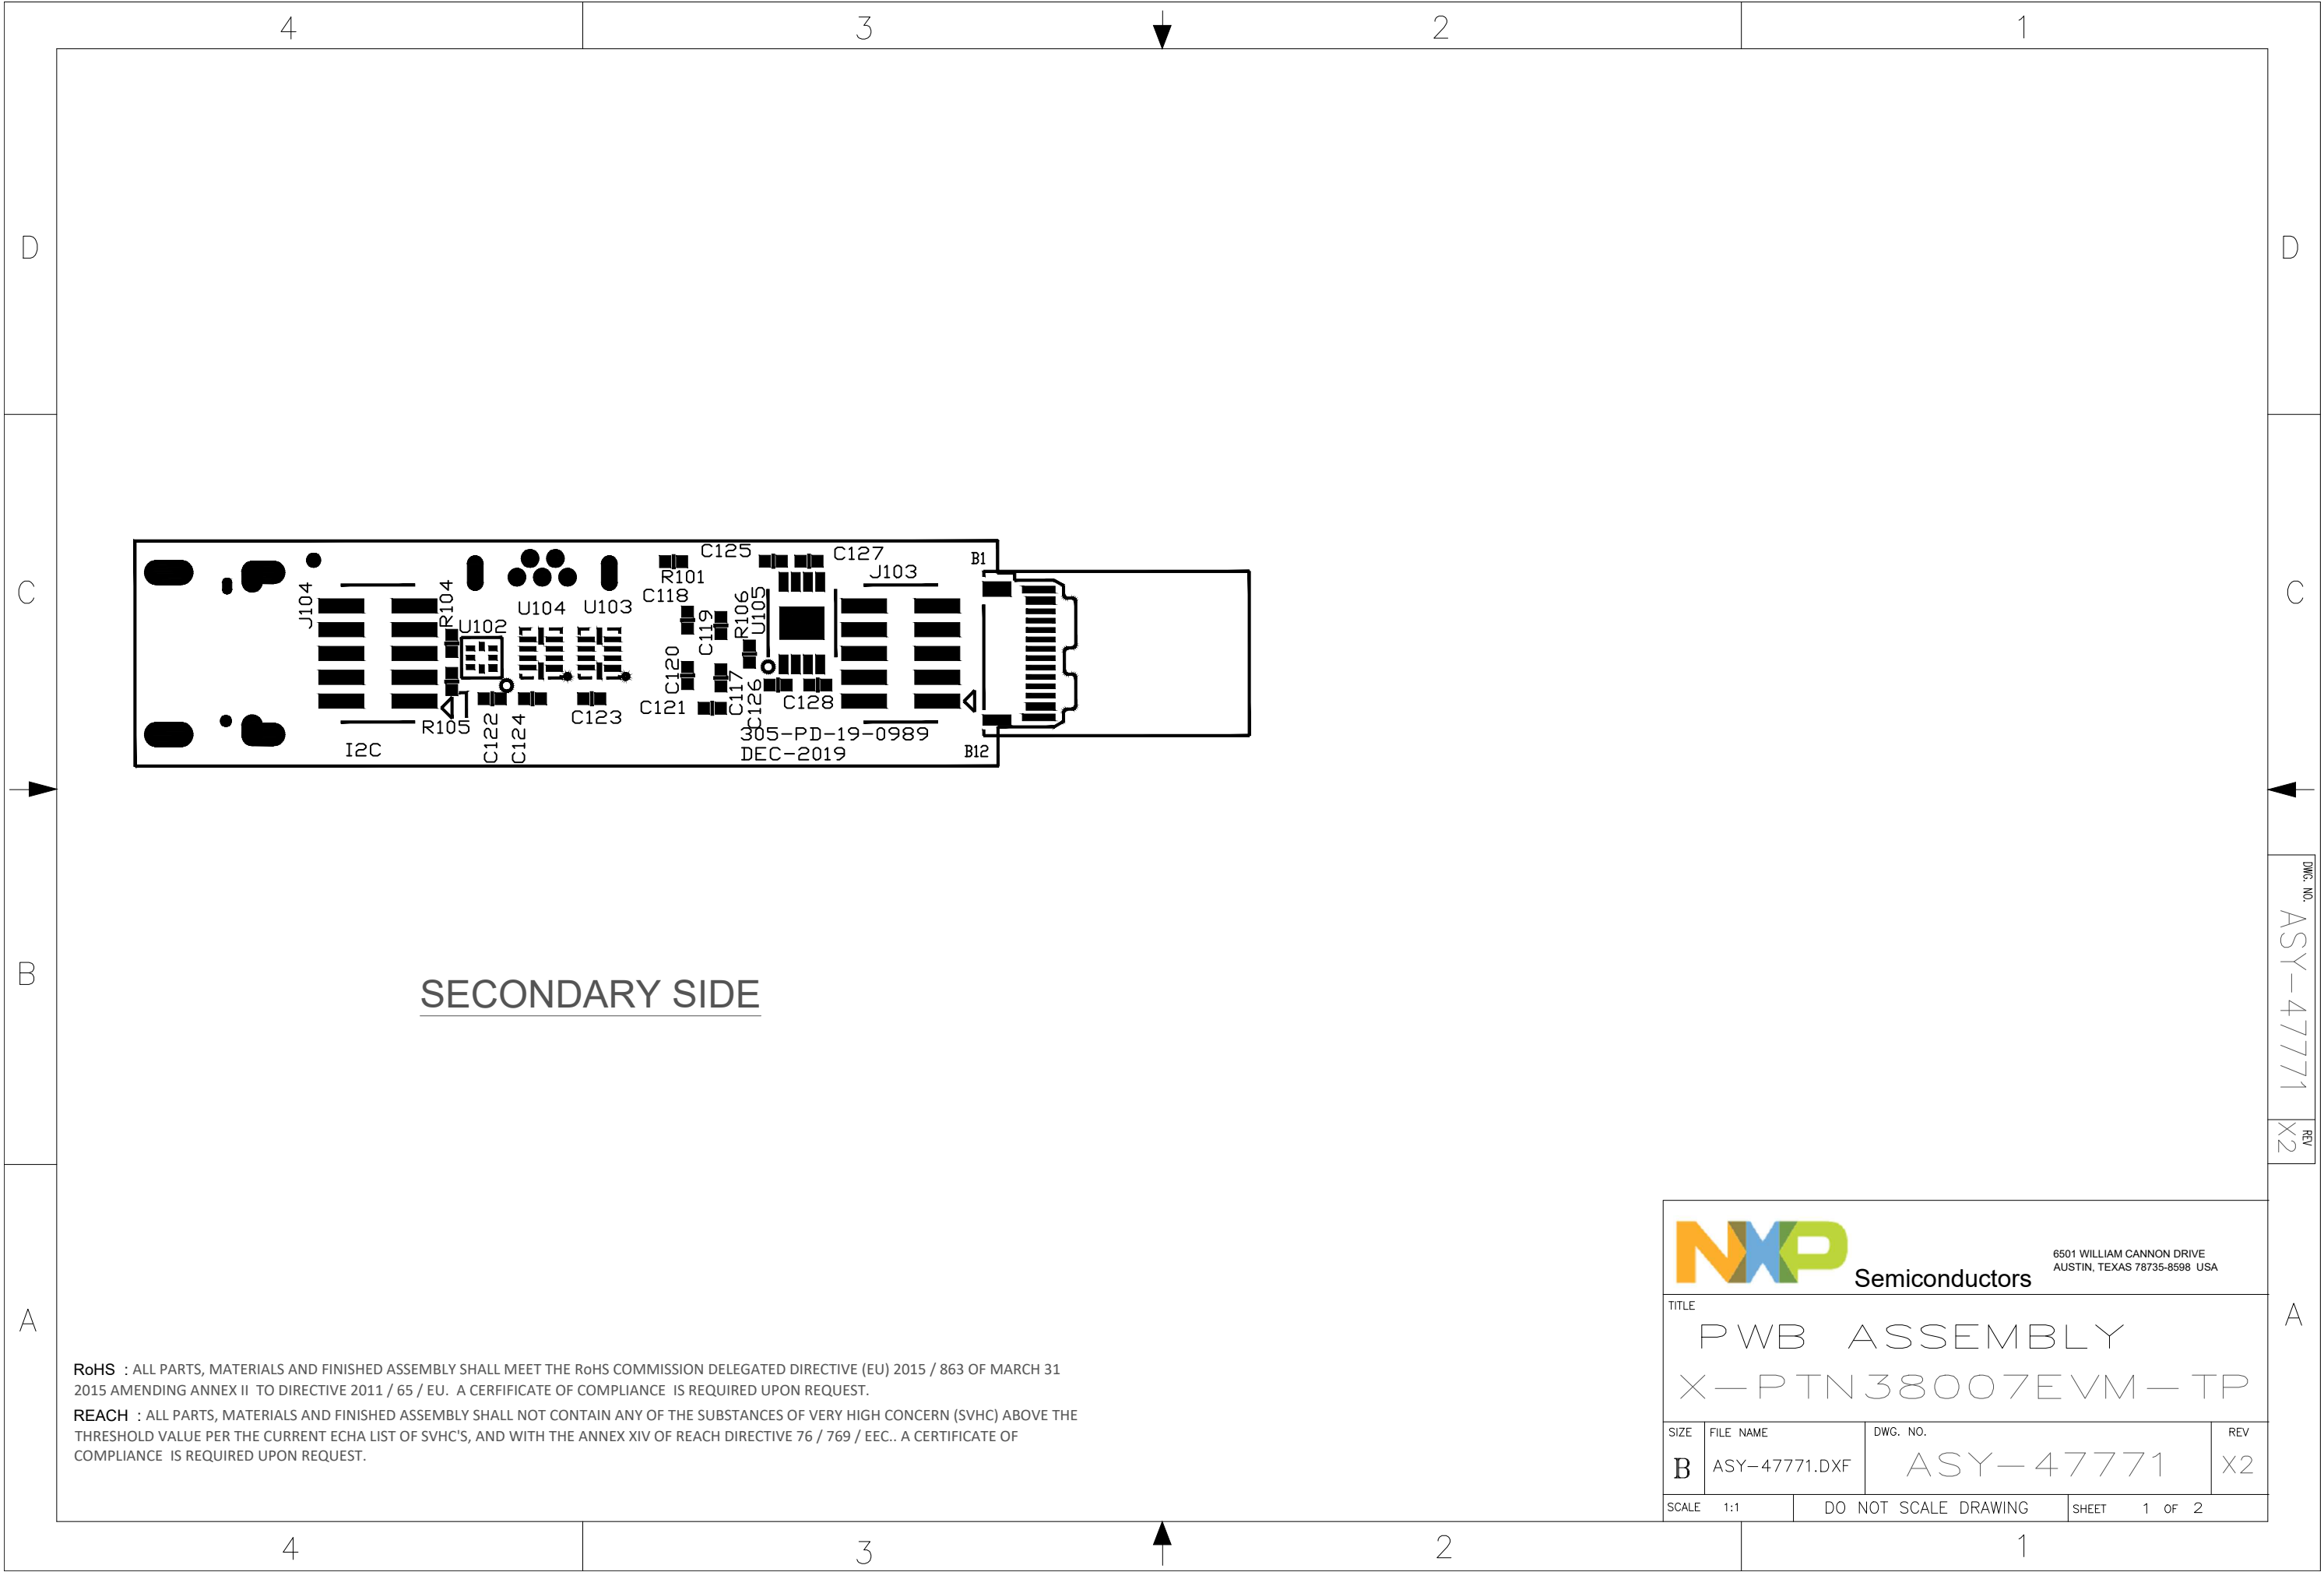 4 3 2 1
D D
C125 C127 B1
R101 J103
C C
J104 R104 C118
U104 U103
U102 C119 R106 U105
C120
C117 C126
C121 C128
R105 C122 C124 C123
305-PD-19-0989
I2C DEC-2019 B12
DWG. NO. ASY-47771
REV X2
B
SECONDARY SIDE
NXP Semiconductors
6501 WILLIAM CANNON DRIVE
AUSTIN, TEXAS 78735-8598 USA
TITLE
PWB ASSEMBLY
X-PTN38007EVM-TP
A A
RoHS : ALL PARTS, MATERIALS AND FINISHED ASSEMBLY SHALL MEET THE RoHS COMMISSION DELEGATED DIRECTIVE (EU) 2015 / 863 OF MARCH 31
2015 AMENDING ANNEX II TO DIRECTIVE 2011 / 65 / EU. A CERFIFICATE OF COMPLIANCE IS REQUIRED UPON REQUEST.
REACH : ALL PARTS, MATERIALS AND FINISHED ASSEMBLY SHALL NOT CONTAIN ANY OF THE SUBSTANCES OF VERY HIGH CONCERN (SVHC) ABOVE THE
THRESHOLD VALUE PER THE CURRENT ECHA LIST OF SVHC'S, AND WITH THE ANNEX XIV OF REACH DIRECTIVE 76 / 769 / EEC.. A CERTIFICATE OF
COMPLIANCE IS REQUIRED UPON REQUEST.
SIZE FILE NAME DWG. NO. REV
B ASY-47771.DXF ASY-47771 X2
SCALE 1:1 DO NOT SCALE DRAWING SHEET 1 OF 2
4 3 2 1